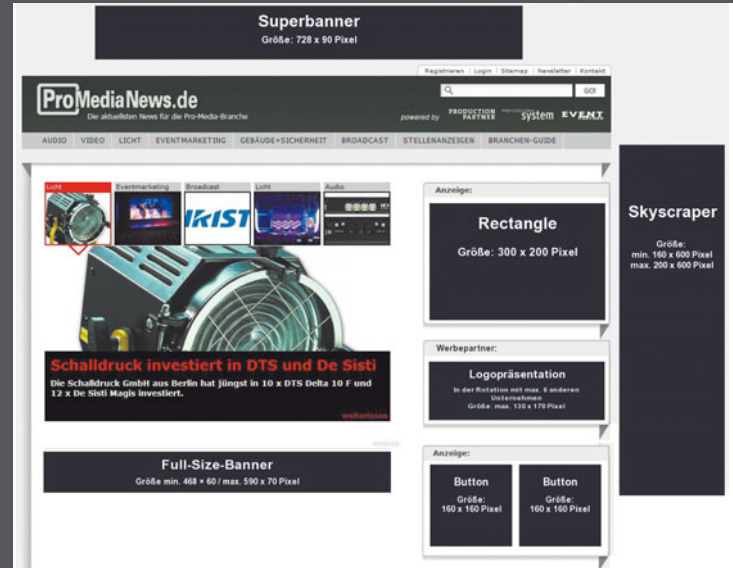 Superbanner
Größe: 728 x 90 Pixel
Registrieren | Login | Sitemap | Newsletter | Kontakt
ProMediaNews.de
Die aktuellsten News für die Pro-Media-Branche
GO!
powered by PRODUCTION PARTNER PROFESSIONAL system EVENT PARTNER
AUDIO VIDEO LICHT EVENTMARKETING GEBÄUDE+SICHERHEIT BROADCAST STELLENANZEIGEN BRANCHEN-GUIDE
Licht Eventmarketing Broadcast Licht Audio
Schalldruck investiert in DTS und De Sisti
Die Schalldruck GmbH aus Berlin hat jüngst in 10 x DTS Delta 10 F und
12 x De Sisti Magis investiert.
weiterlesen
Full-Size-Banner
Größe min. 468 × 60 / max. 590 x 70 Pixel
Anzeige:
Rectangle
Größe: 300 x 200 Pixel
Werbepartner:
Logopräsentation
In der Rotation mit max. 6 anderen
Unternehmen
Größe: max. 130 x 170 Pixel
Anzeige:
Button
Größe:
160 x 160 Pixel
Button
Größe:
160 x 160 Pixel
Skyscraper
Größe:
min. 160 x 600 Pixel
max. 200 x 600 Pixel